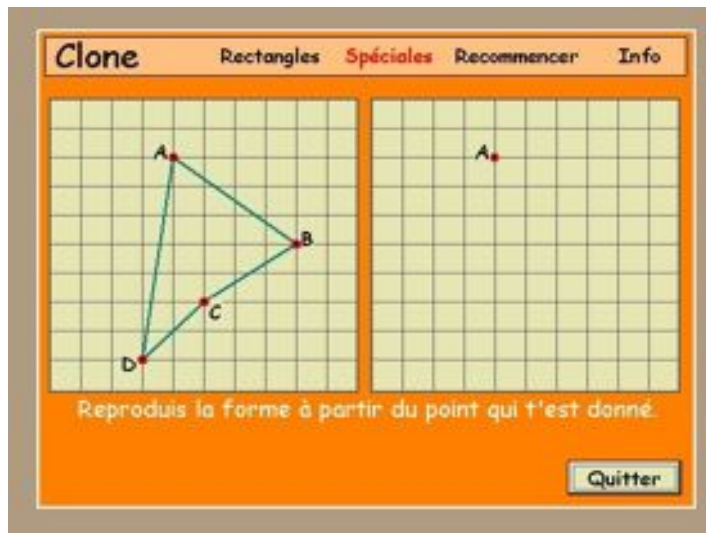 Clone Rectangles Spéciales Recommencer Info
A
A
B
C
D
Reproduis la forme à partir du point qui t'est donné.
Quitter